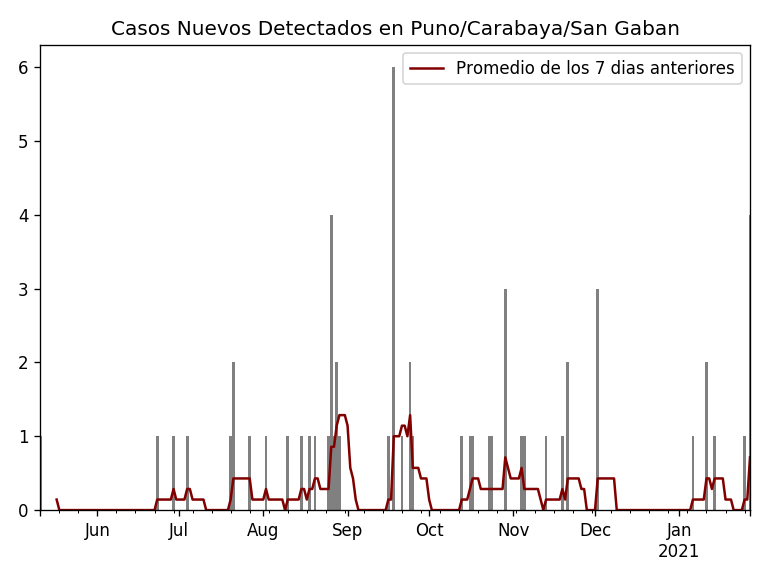 Casos Nuevos Detectados en Puno/Carabaya/San Gaban
Promedio de los 7 dias anteriores
6
5
4
3
2
1
0
Jun Jul Aug Sep Oct Nov Dec Jan
2021